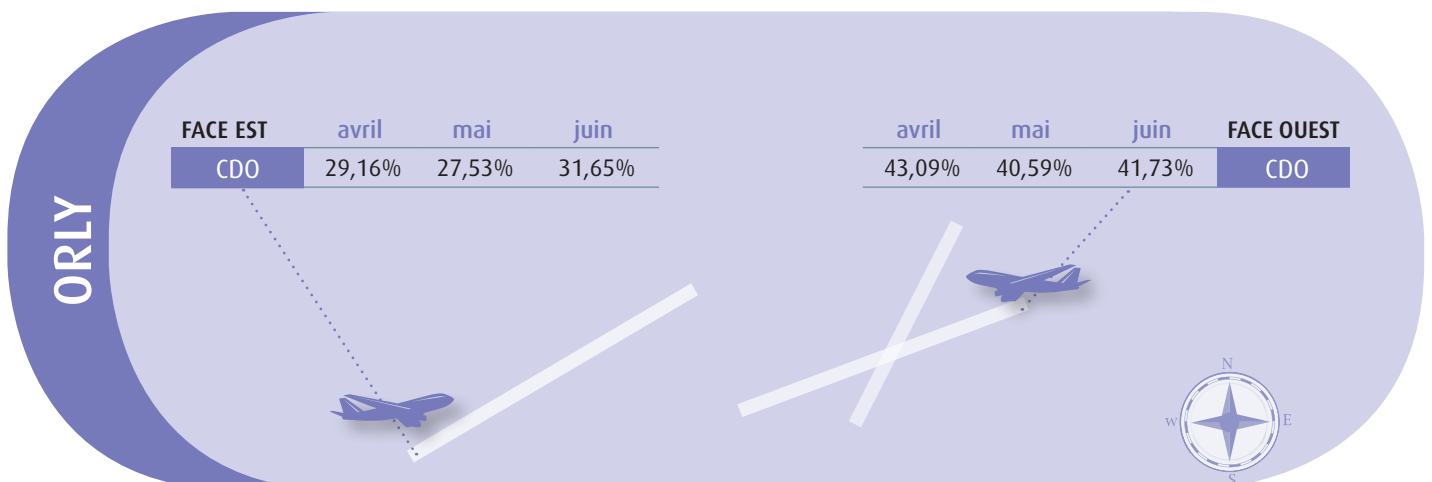 ORLY
FACE EST avril mai juin
CDO 29,16% 27,53% 31,65%
avril mai juin FACE OUEST
43,09% 40,59% 41,73% CDO
N
W E
S